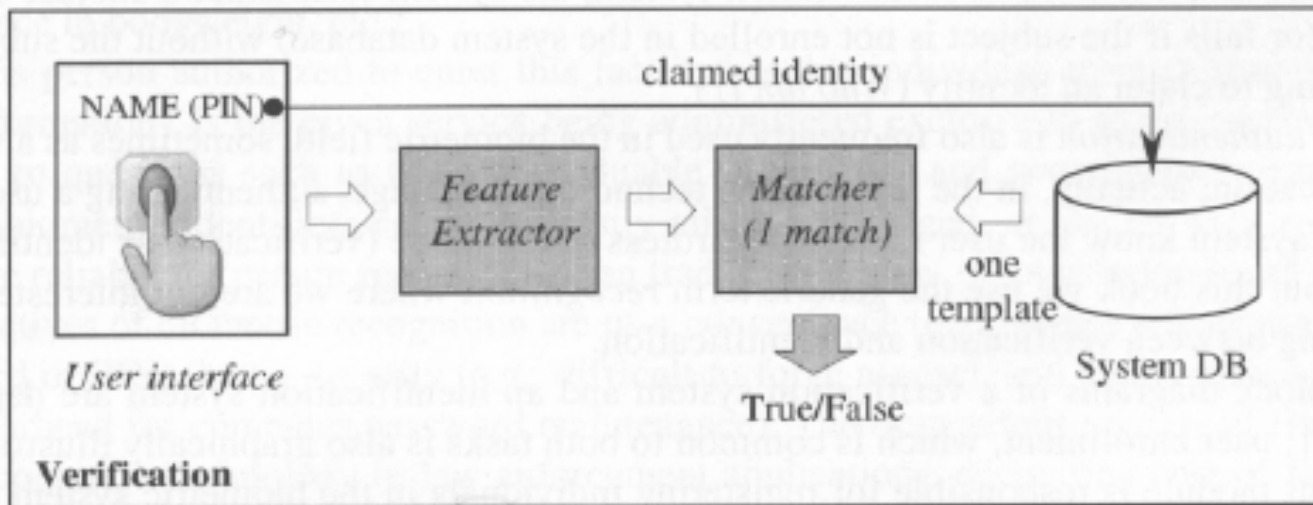 claimed identity
NAME (PIN)
Feature
Extractor
Matcher
(1 match)
one
template
User interface
System DB
True/False
Verification